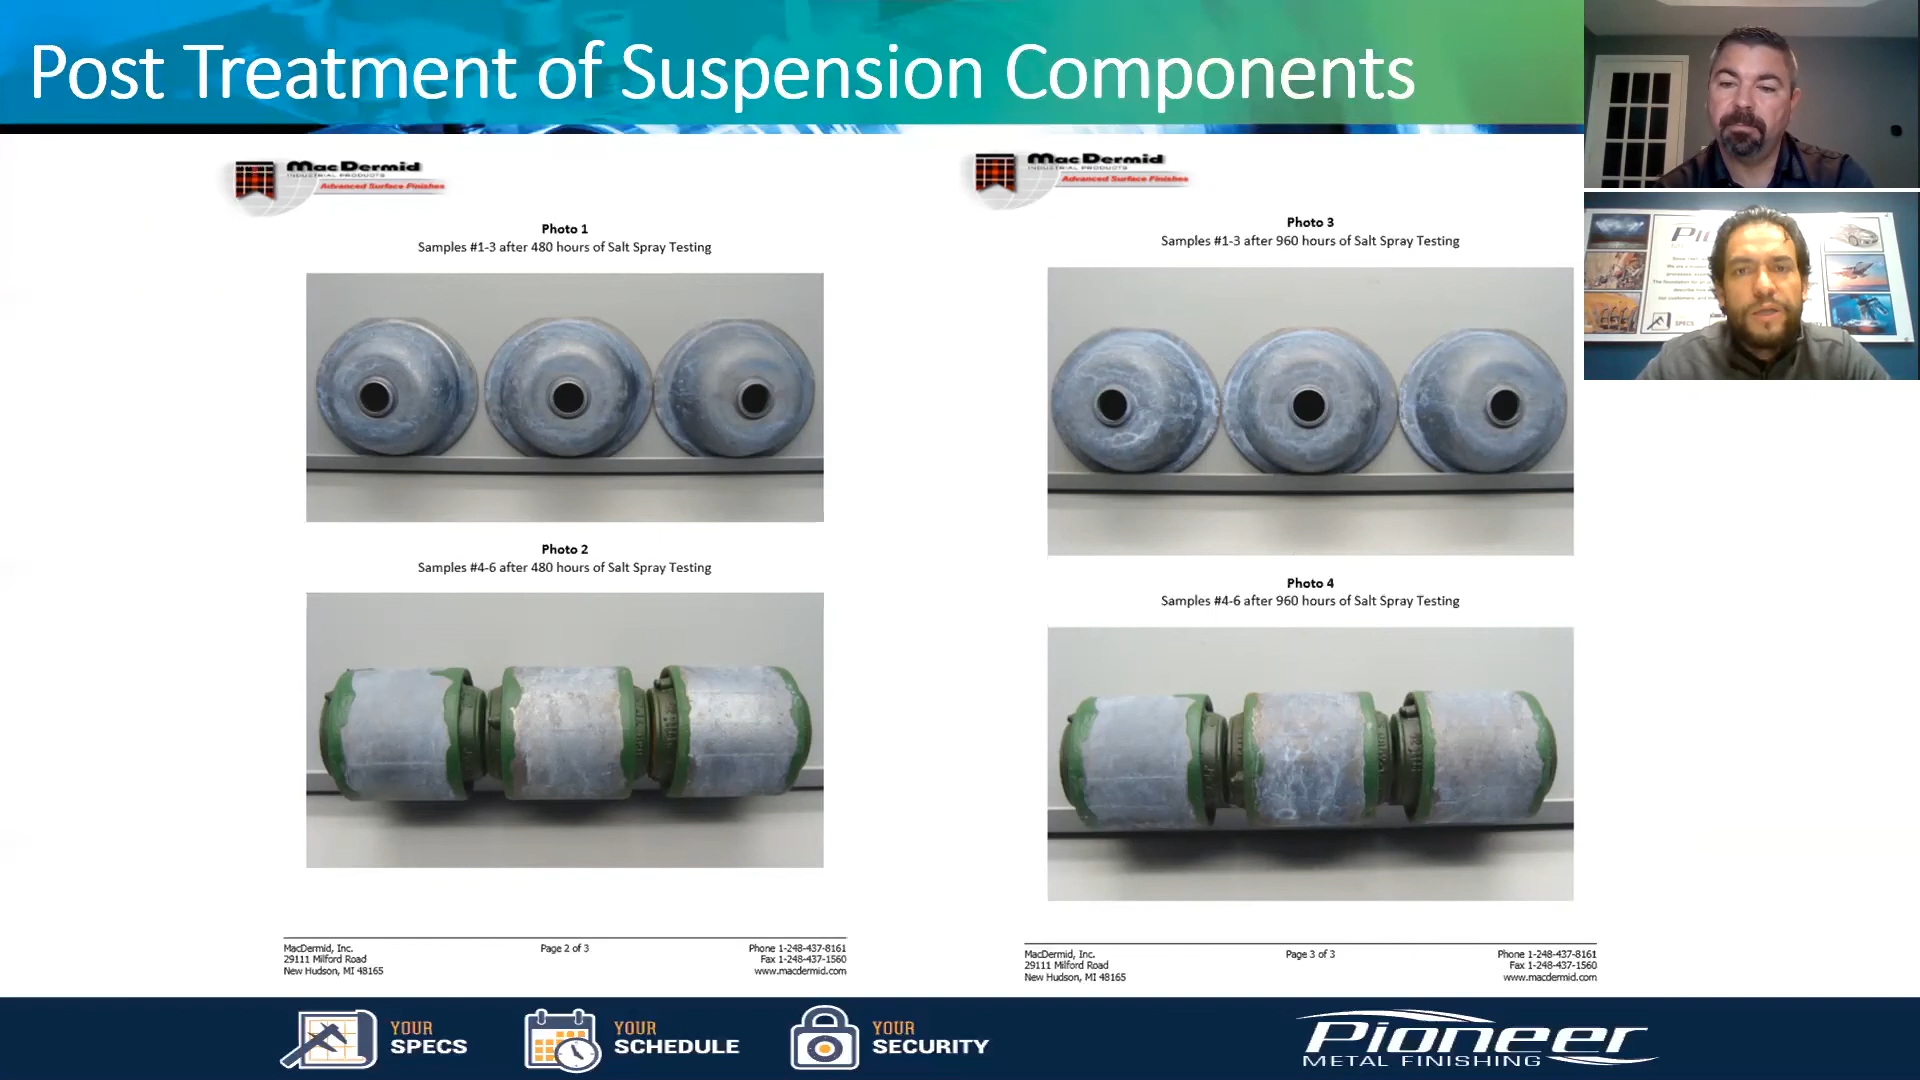 Post Treatment of Suspension Components
MacDermid
INDUSTRIAL PRODUCTS
Advanced Surface Finishes
Photo 1
Samples #1-3 after 480 hours of Salt Spray Testing
Photo 2
Samples #4-6 after 480 hours of Salt Spray Testing
MacDermid, Inc.
29111 Milford Road
New Hudson, MI 48165
Page 2 of 3
Phone 1-248-437-8161
Fax 1-248-437-1560
www.macdermid.com
MacDermid
INDUSTRIAL PRODUCTS
Advanced Surface Finishes
Photo 3
Samples #1-3 after 960 hours of Salt Spray Testing
Photo 4
Samples #4-6 after 960 hours of Salt Spray Testing
MacDermid, Inc.
29111 Milford Road
New Hudson, MI 48165
Page 3 of 3
Phone 1-248-437-8161
Fax 1-248-437-1560
www.macdermid.com
SPECS
YOUR
SPECS
YOUR
SCHEDULE
YOUR
SECURITY
Pioneer
METAL FINISHING